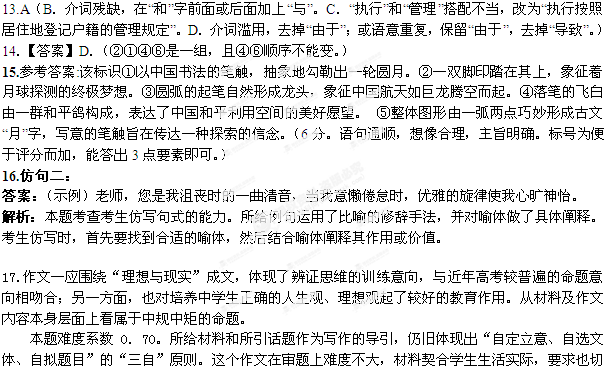 13.A（B．介词残缺，在“和”字前面或后面加上“与”。C．“执行”和“管理”搭配不当，改为“执行按照
居住地登记户籍的管理规定”。D．介词滥用，去掉“由于”；或语意重复，保留“由于”，去掉“导致”。）
14.【答案】D．（②①④⑥是一组，且④⑥顺序不能变。）
15.参考答案:该标识①以中国书法的笔触，抽象地勾勒出一轮圆月。②一双脚印踏在其上，象征着
月球探测的终极梦想。③圆弧的起笔自然形成龙头，象征中国航天如巨龙腾空而起。④落笔的飞白
由一群和平鸽构成，表达了中国和平利用空间的美好愿望。 ⑤整体图形由一弧两点巧妙形成古文
“月”字，写意的笔触旨在传达一种探索的信念。（6 分。语句通顺，想像合理，主旨明确。标号为便
于评分而加，能答出 3 点要素即可。）
16.仿句二：
答案：（示例）老师，您是我沮丧时的一曲清音，当我意懒倦怠时，优雅的旋律使我心旷神怡。
解析：本题考查考生仿写句式的能力。所给例句运用了比喻的修辞手法，并对喻体做了具体阐释。
考生仿写时，首先要找到合适的喻体，然后结合喻体阐释其作用或价值。
17.作文一应围绕“理想与现实”成文，体现了辨证思维的训练意向，与近年高考较普遍的命题意
向相吻合；另一方面，也对培养中学生正确的人生观、理想观起了较好的教育作用。从材料及作文
内容本身层面上看属于中规中矩的命题。
本题难度系数 0．70。所给材料和所引话题作为写作的导引，仍旧体现出“自定立意、自选文
体、自拟题目”的“三自”原则。这个作文在审题上难度不大，材料契合学生生活实际，要求也切